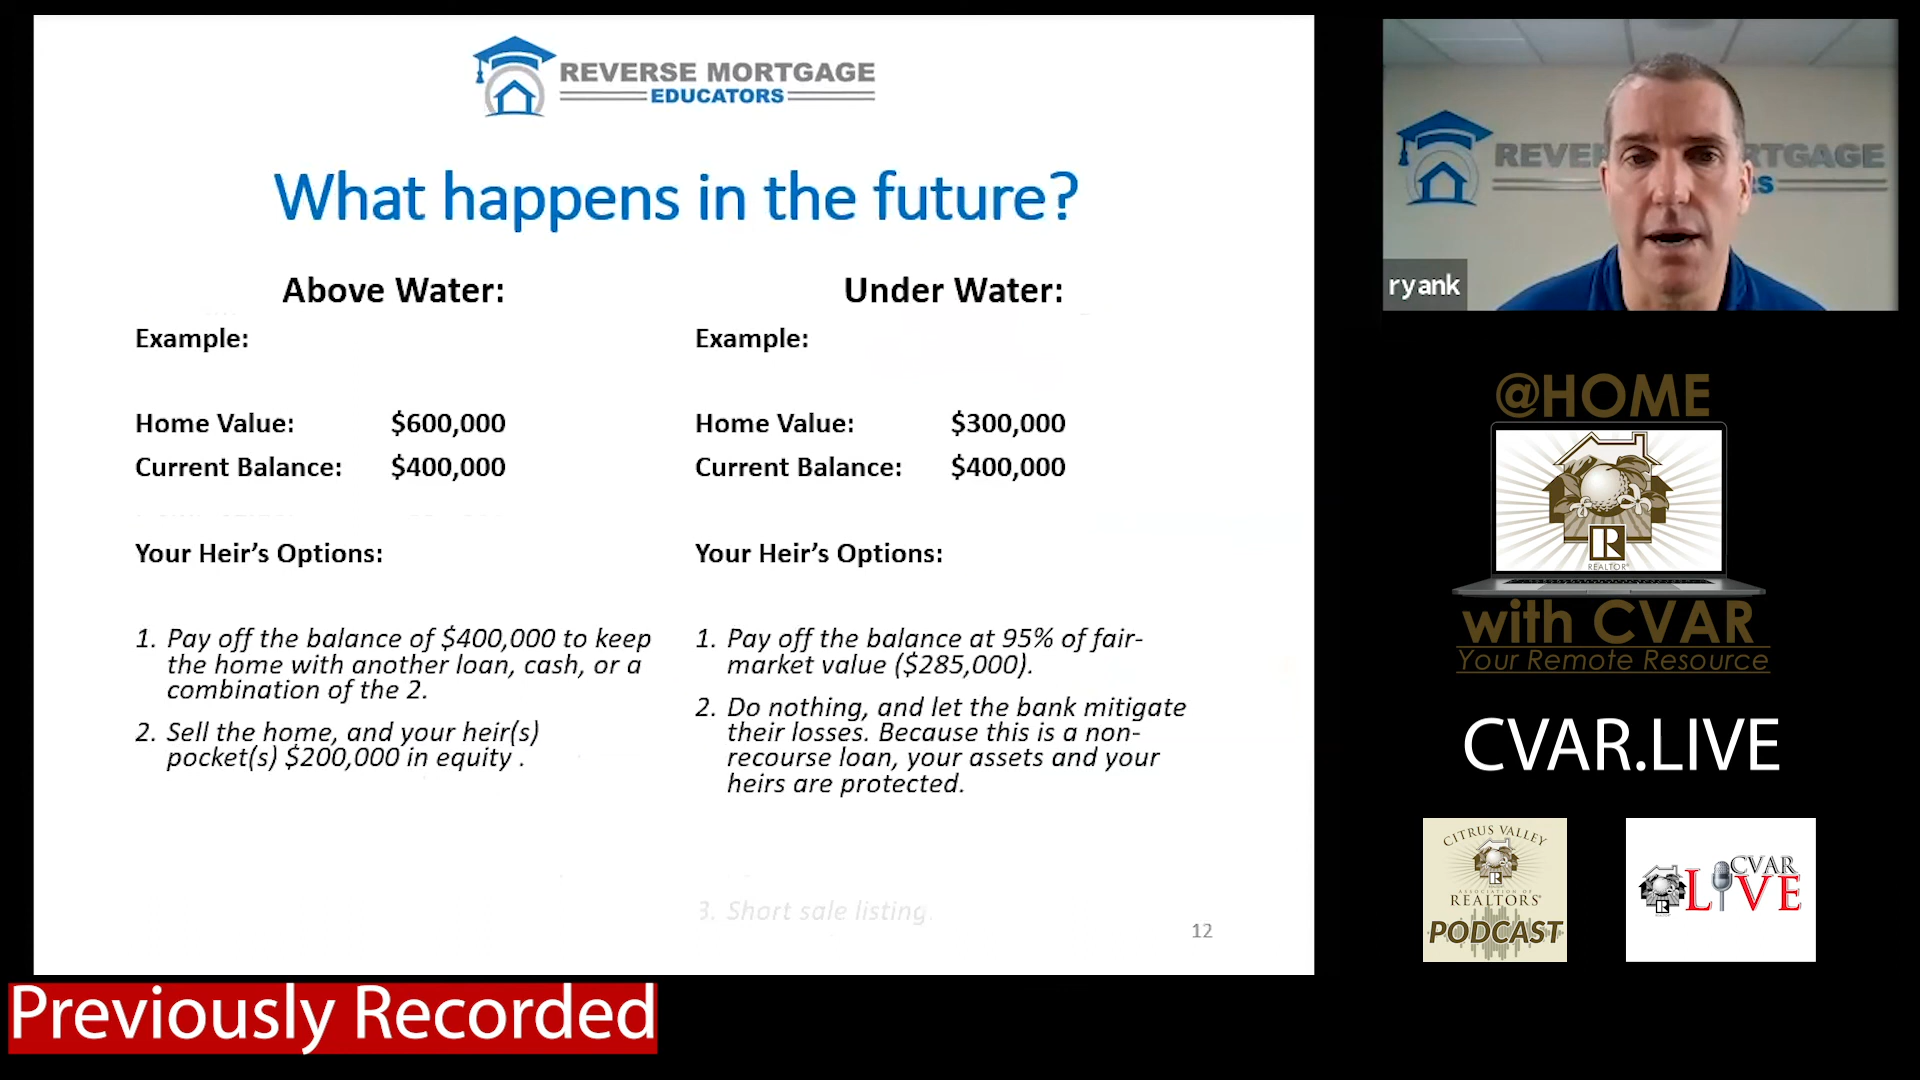 REVERSE MORTGAGE
EDUCATORS
What happens in the future?
Above Water:
Example:
Home Value: $600,000
Current Balance: $400,000
Your Heir’s Options:
1. Pay off the balance of $400,000 to keep
the home with another loan, cash, or a
combination of the 2.
2. Sell the home, and your heir(s)
pocket(s) $200,000 in equity .
Under Water:
Example:
Home Value: $300,000
Current Balance: $400,000
Your Heir’s Options:
1. Pay off the balance at 95% of fair-
market value ($285,000).
2. Do nothing, and let the bank mitigate
their losses. Because this is a non-
recourse loan, your assets and your
heirs are protected.
3. Short sale listing.
12
ryank
@HOME
R
REALTOR®
with CVAR
Your Remote Resource
CVAR.LIVE
CITRUS VALLEY
R
ASSOCIATION OF
REALTORS®
PODCAST
CVAR
LIVE
R
Previously Recorded